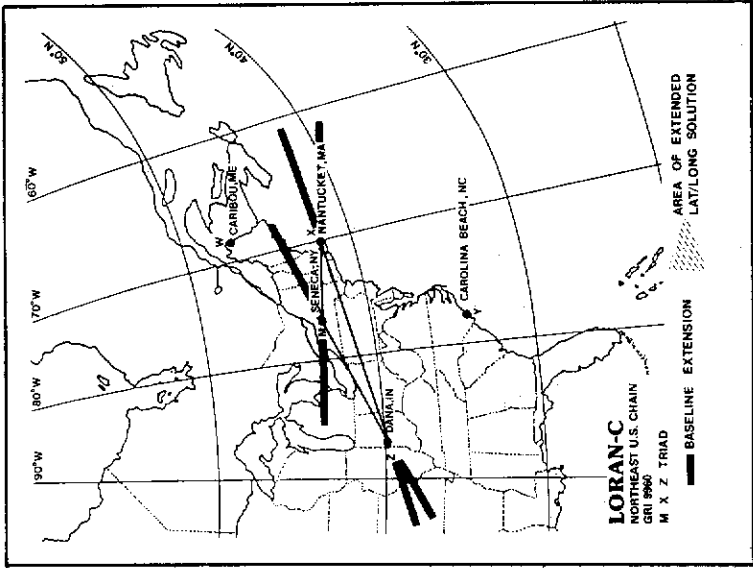 50°N
40°N
30°N
60°W
70°W
80°W
90°W
W
CARIBOU, ME
X
NANTUCKET, MA
M
SENECA, NY
CAROLINA BEACH, NC
Y
Z
DANA, IN
LORAN-C
NORTHEAST U.S. CHAIN
GRI 9960
M X Z TRIAD
BASELINE EXTENSION
AREA OF EXTENDED
LAT/LONG SOLUTION